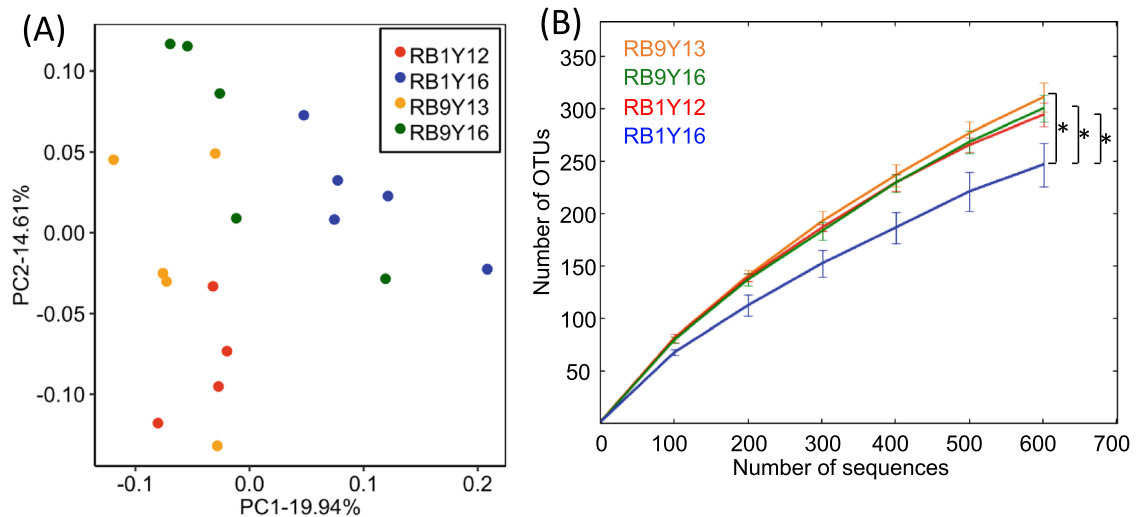 (A)
RB1Y12
RB1Y16
RB9Y13
RB9Y16
0.10
0.05
0.00
-0.05
-0.10
PC2-14.61%
-0.1
0.0
0.1
0.2
PC1-19.94%
(B)
RB9Y13
RB9Y16
RB1Y12
RB1Y16
350
300
250
200
150
100
50
Number of OTUs
* * *
0 100 200 300 400 500 600 700
Number of sequences